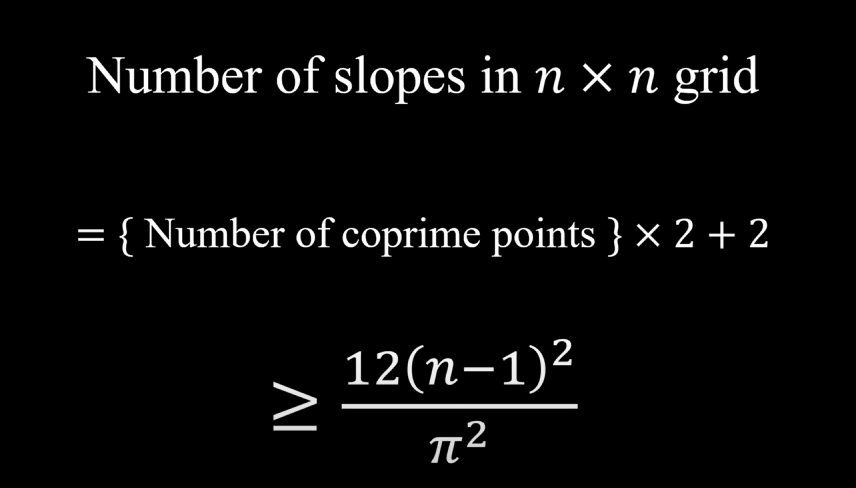 Number of slopes in n × n grid
= { Number of coprime points } × 2 + 2
≥ 12(n−1)² / π²